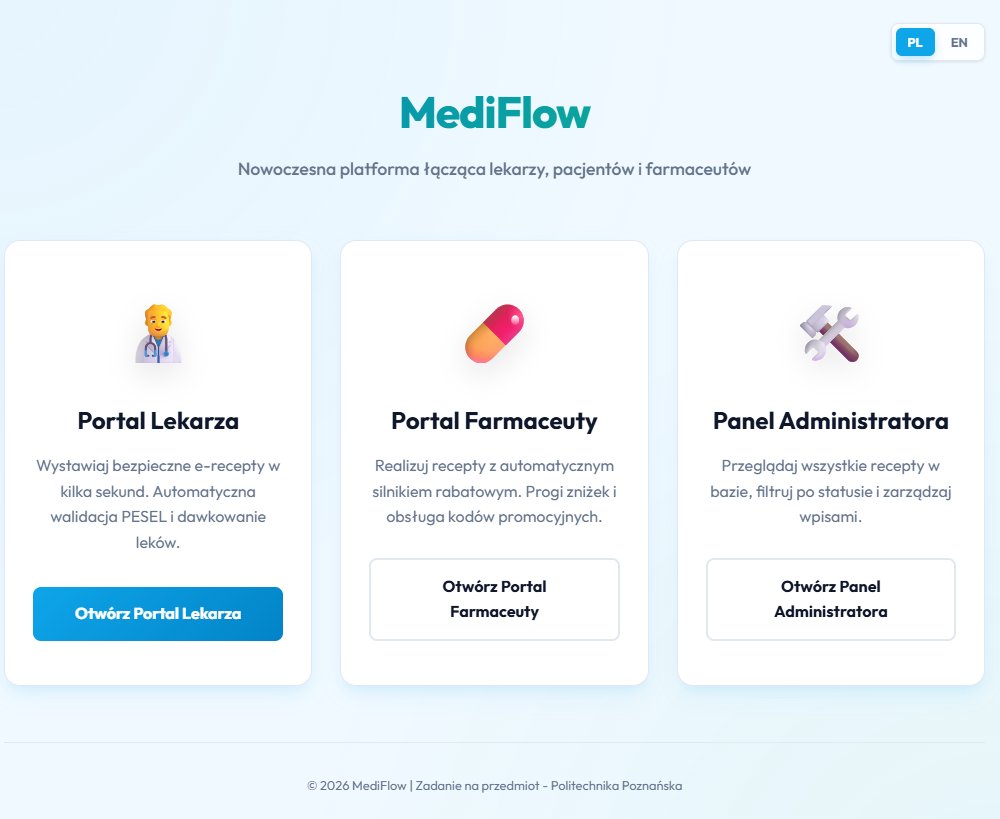 PL
EN
MediFlow
Nowoczesna platforma łącząca lekarzy, pacjentów i farmaceutów
Portal Lekarza
Wystawiaj bezpieczne e-recepty w
kilka sekund. Automatyczna
walidacja PESEL i dawkowanie
leków.
Otwórz Portal Lekarza
Portal Farmaceuty
Realizuj recepty z automatycznym
silnikiem rabatowym. Progi zniżek i
obsługa kodów promocyjnych.
Otwórz Portal
Farmaceuty
Panel Administratora
Przeglądaj wszystkie recepty w
bazie, filtruj po statusie i zarządzaj
wpisami.
Otwórz Panel
Administratora
© 2026 MediFlow | Zadanie na przedmiot - Politechnika Poznańska